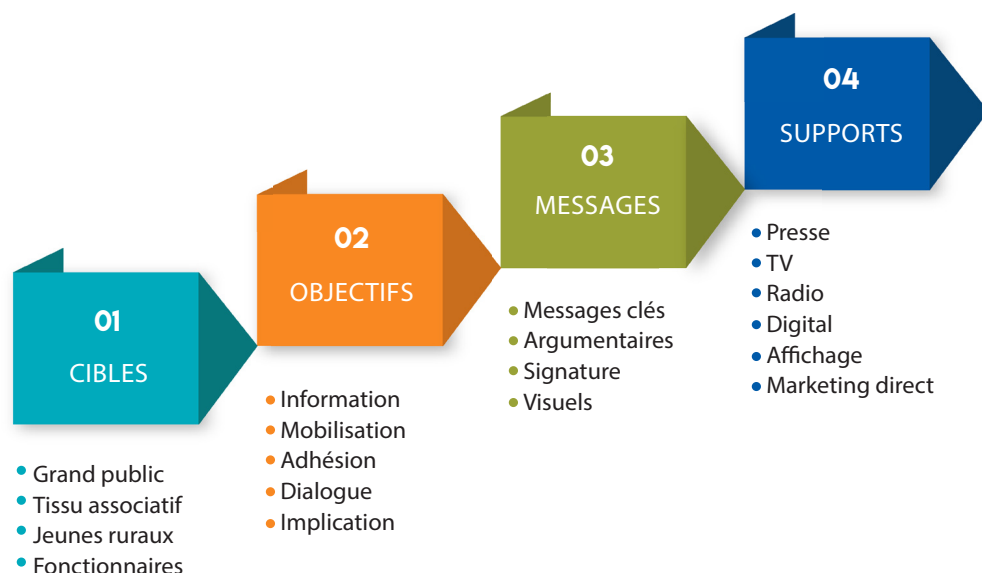 01
CIBLES
• Grand public
• Tissu associatif
• Jeunes ruraux
• Fonctionnaires
02
OBJECTIFS
• Information
• Mobilisation
• Adhésion
• Dialogue
• Implication
03
MESSAGES
• Messages clés
• Argumentaires
• Signature
• Visuels
04
SUPPORTS
• Presse
• TV
• Radio
• Digital
• Affichage
• Marketing direct